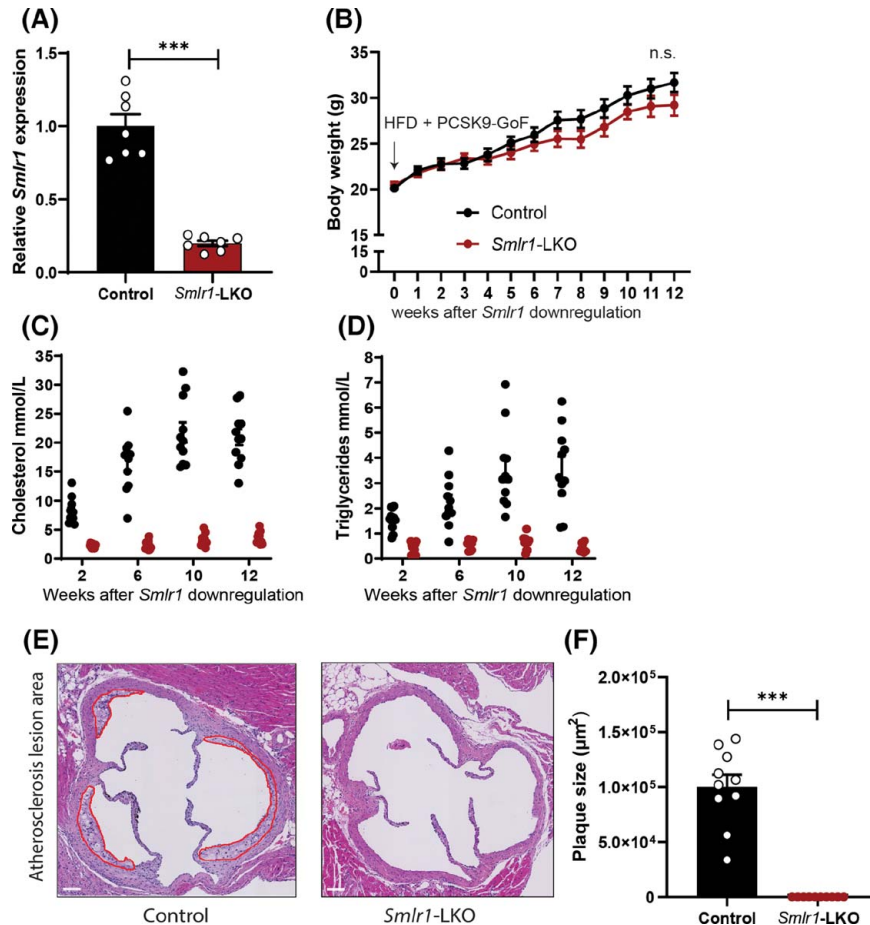 (A)
Relative Smlr1 expression
***
1.5
1.0
0.5
0.0
Control
Smlr1-LKO
(B)
Body weight (g)
35
30
25
20
15
15
0
n.s.
HFD + PCSK9-GoF
Control
Smlr1-LKO
0 1 2 3 4 5 6 7 8 9 10 11 12
weeks after Smlr1 downregulation
(C)
Cholesterol mmol/L
35
30
25
20
15
10
5
0
2 6 10 12
Weeks after Smlr1 downregulation
(D)
Triglycerides mmol/L
8
7
6
5
4
3
2
1
0
2 6 10 12
Weeks after Smlr1 downregulation
(E)
Atherosclerosis lesion area
Control
Smlr1-LKO
(F)
Plaque size (µm²)
2.0×10⁵
1.5×10⁵
1.0×10⁵
5.0×10⁴
0
***
Control
Smlr1-LKO